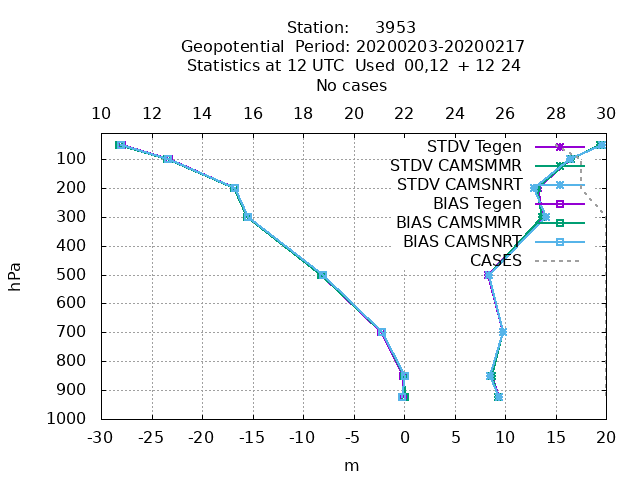 Station: 3953
Geopotential Period: 20200203-20200217
Statistics at 12 UTC Used 00,12 + 12 24
No cases
10 12 14 16 18 20 22 24 26 28 30
STDV Tegen
STDV CAMSMMR
STDV CAMSNRT
BIAS Tegen
BIAS CAMSMMR
BIAS CAMSNRT
CASES
100
200
300
400
500
600
700
800
900
1000
hPa
-30 -25 -20 -15 -10 -5 0 5 10 15 20
m